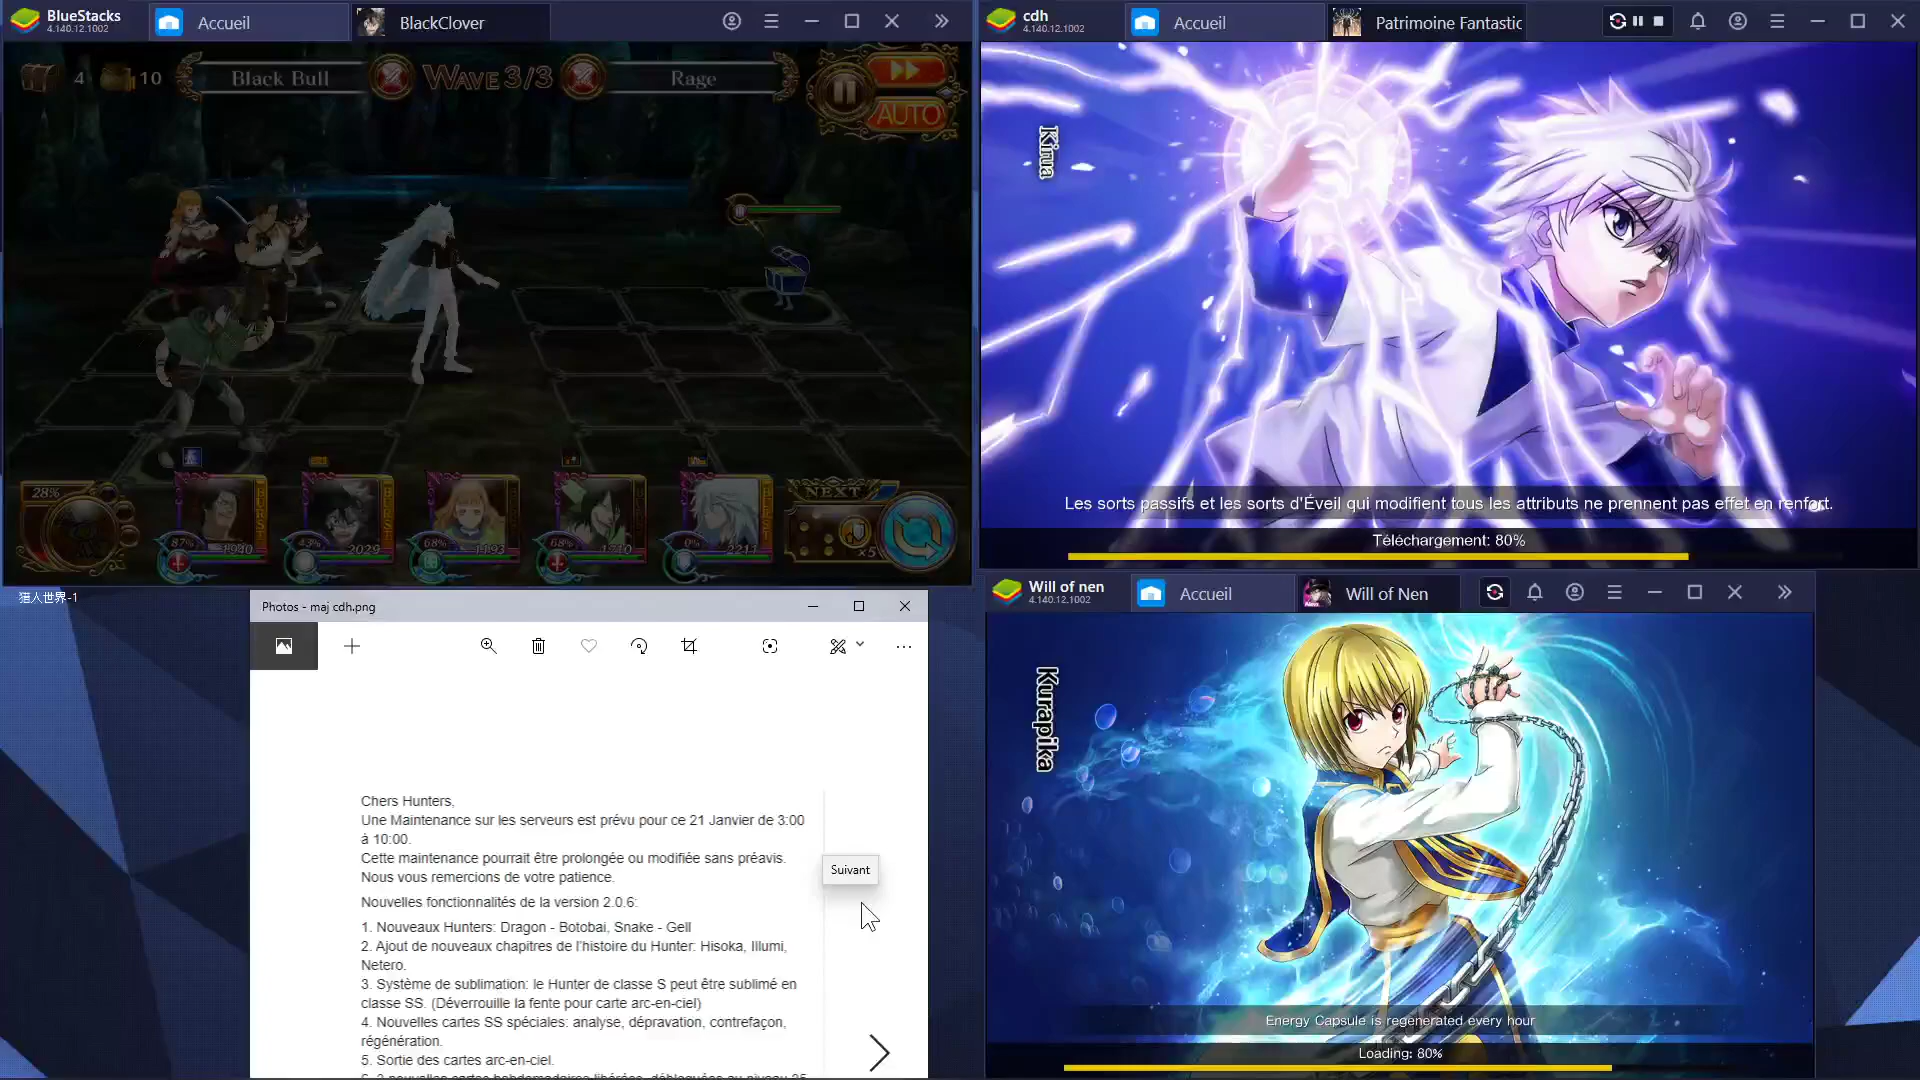 BlueStacks
4.140.12.1002
Accueil
BlackClover
4
10
Black Bull
WAVE 3/3
Rage
AUTO
28%
BURST
87%
1940
43%
2029
68%
1193
68%
1710
0%
2211
NEXT
x5
cdh
4.140.12.1002
Accueil
Patrimoine Fantastic
Kirua
Les sorts passifs et les sorts d'Éveil qui modifient tous les attributs ne prennent pas effet en renfort.
Téléchargement: 80%
猎人世界-1
Photos - maj cdh.png
Chers Hunters,
Une Maintenance sur les serveurs est prévu pour ce 21 Janvier de 3:00
à 10:00.
Cette maintenance pourrait être prolongée ou modifiée sans préavis.
Nous vous remercions de votre patience.
Nouvelles fonctionnalités de la version 2.0.6:
1. Nouveaux Hunters: Dragon - Botobai, Snake - Gell
2. Ajout de nouveaux chapitres de l'histoire du Hunter: Hisoka, Illumi,
Netero.
3. Système de sublimation: le Hunter de classe S peut être sublimé en
classe SS. (Déverrouille la fente pour carte arc-en-ciel)
4. Nouvelles cartes SS spéciales: analyse, dépravation, contrefaçon,
régénération.
5. Sortie des cartes arc-en-ciel.
Suivant
Will of nen
4.140.12.1002
Accueil
Will of Nen
Kurapika
Energy Capsule is regenerated every hour
Loading: 80%